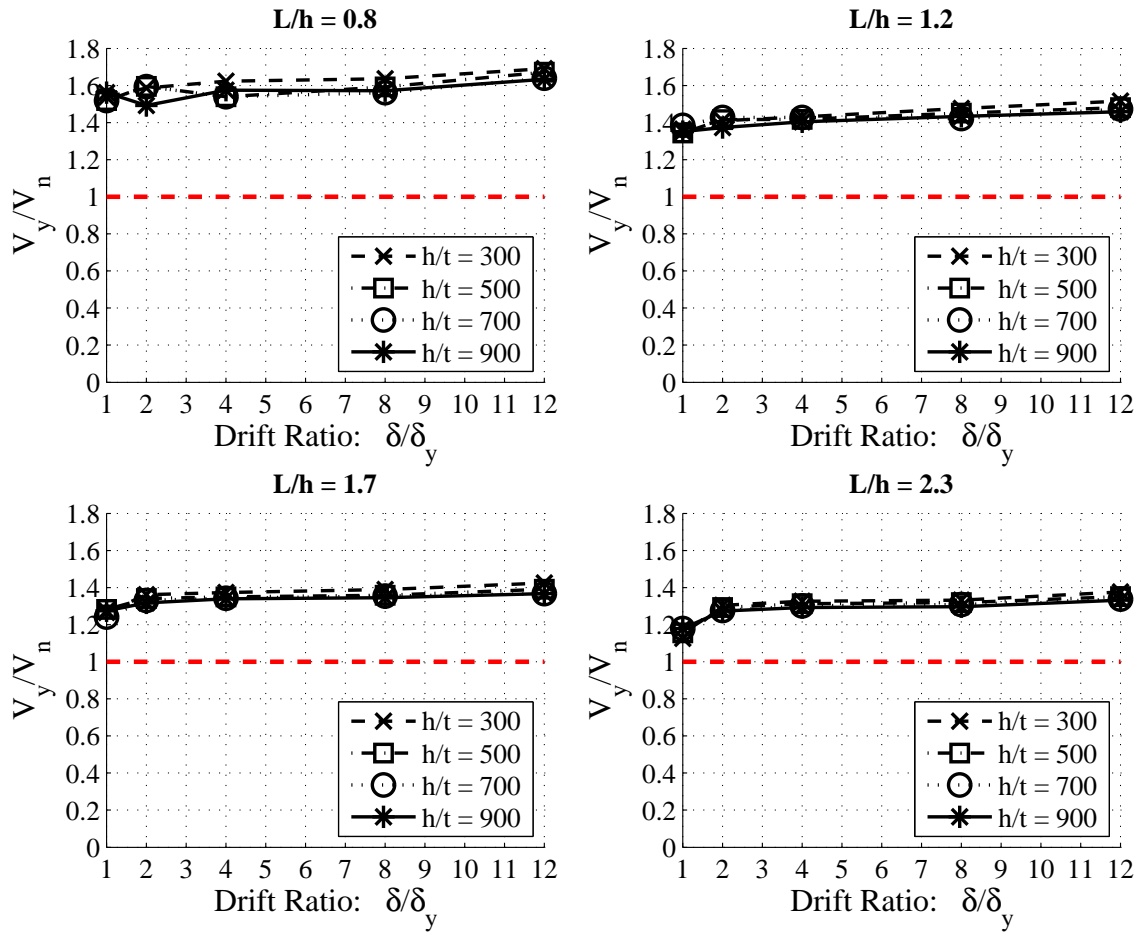 L/h = 0.8
1.8
1.6
1.4
1.2
1
0.8
0.6
0.4
0.2
0
V_y/V_n
h/t = 300
h/t = 500
h/t = 700
h/t = 900
1 2 3 4 5 6 7 8 9 10 11 12
Drift Ratio: δ/δ_y
L/h = 1.2
1.8
1.6
1.4
1.2
1
0.8
0.6
0.4
0.2
0
V_y/V_n
h/t = 300
h/t = 500
h/t = 700
h/t = 900
1 2 3 4 5 6 7 8 9 10 11 12
Drift Ratio: δ/δ_y
L/h = 1.7
1.8
1.6
1.4
1.2
1
0.8
0.6
0.4
0.2
0
V_y/V_n
h/t = 300
h/t = 500
h/t = 700
h/t = 900
1 2 3 4 5 6 7 8 9 10 11 12
Drift Ratio: δ/δ_y
L/h = 2.3
1.8
1.6
1.4
1.2
1
0.8
0.6
0.4
0.2
0
V_y/V_n
h/t = 300
h/t = 500
h/t = 700
h/t = 900
1 2 3 4 5 6 7 8 9 10 11 12
Drift Ratio: δ/δ_y